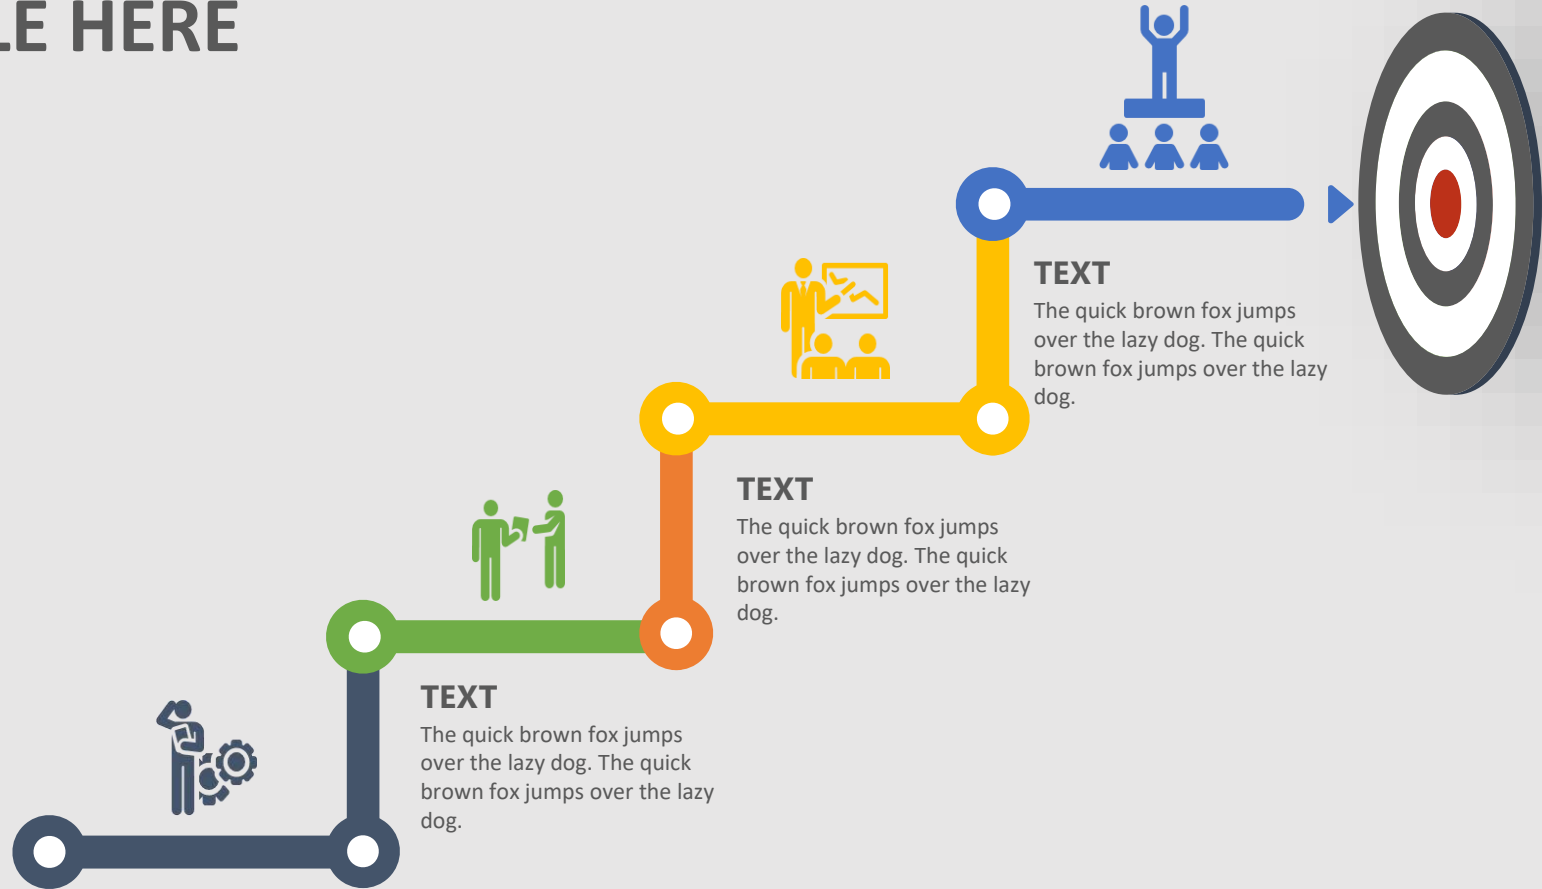 LE HERE
TEXT
The quick brown fox jumps
over the lazy dog. The quick
brown fox jumps over the lazy
dog.
TEXT
The quick brown fox jumps
over the lazy dog. The quick
brown fox jumps over the lazy
dog.
TEXT
The quick brown fox jumps
over the lazy dog. The quick
brown fox jumps over the lazy
dog.